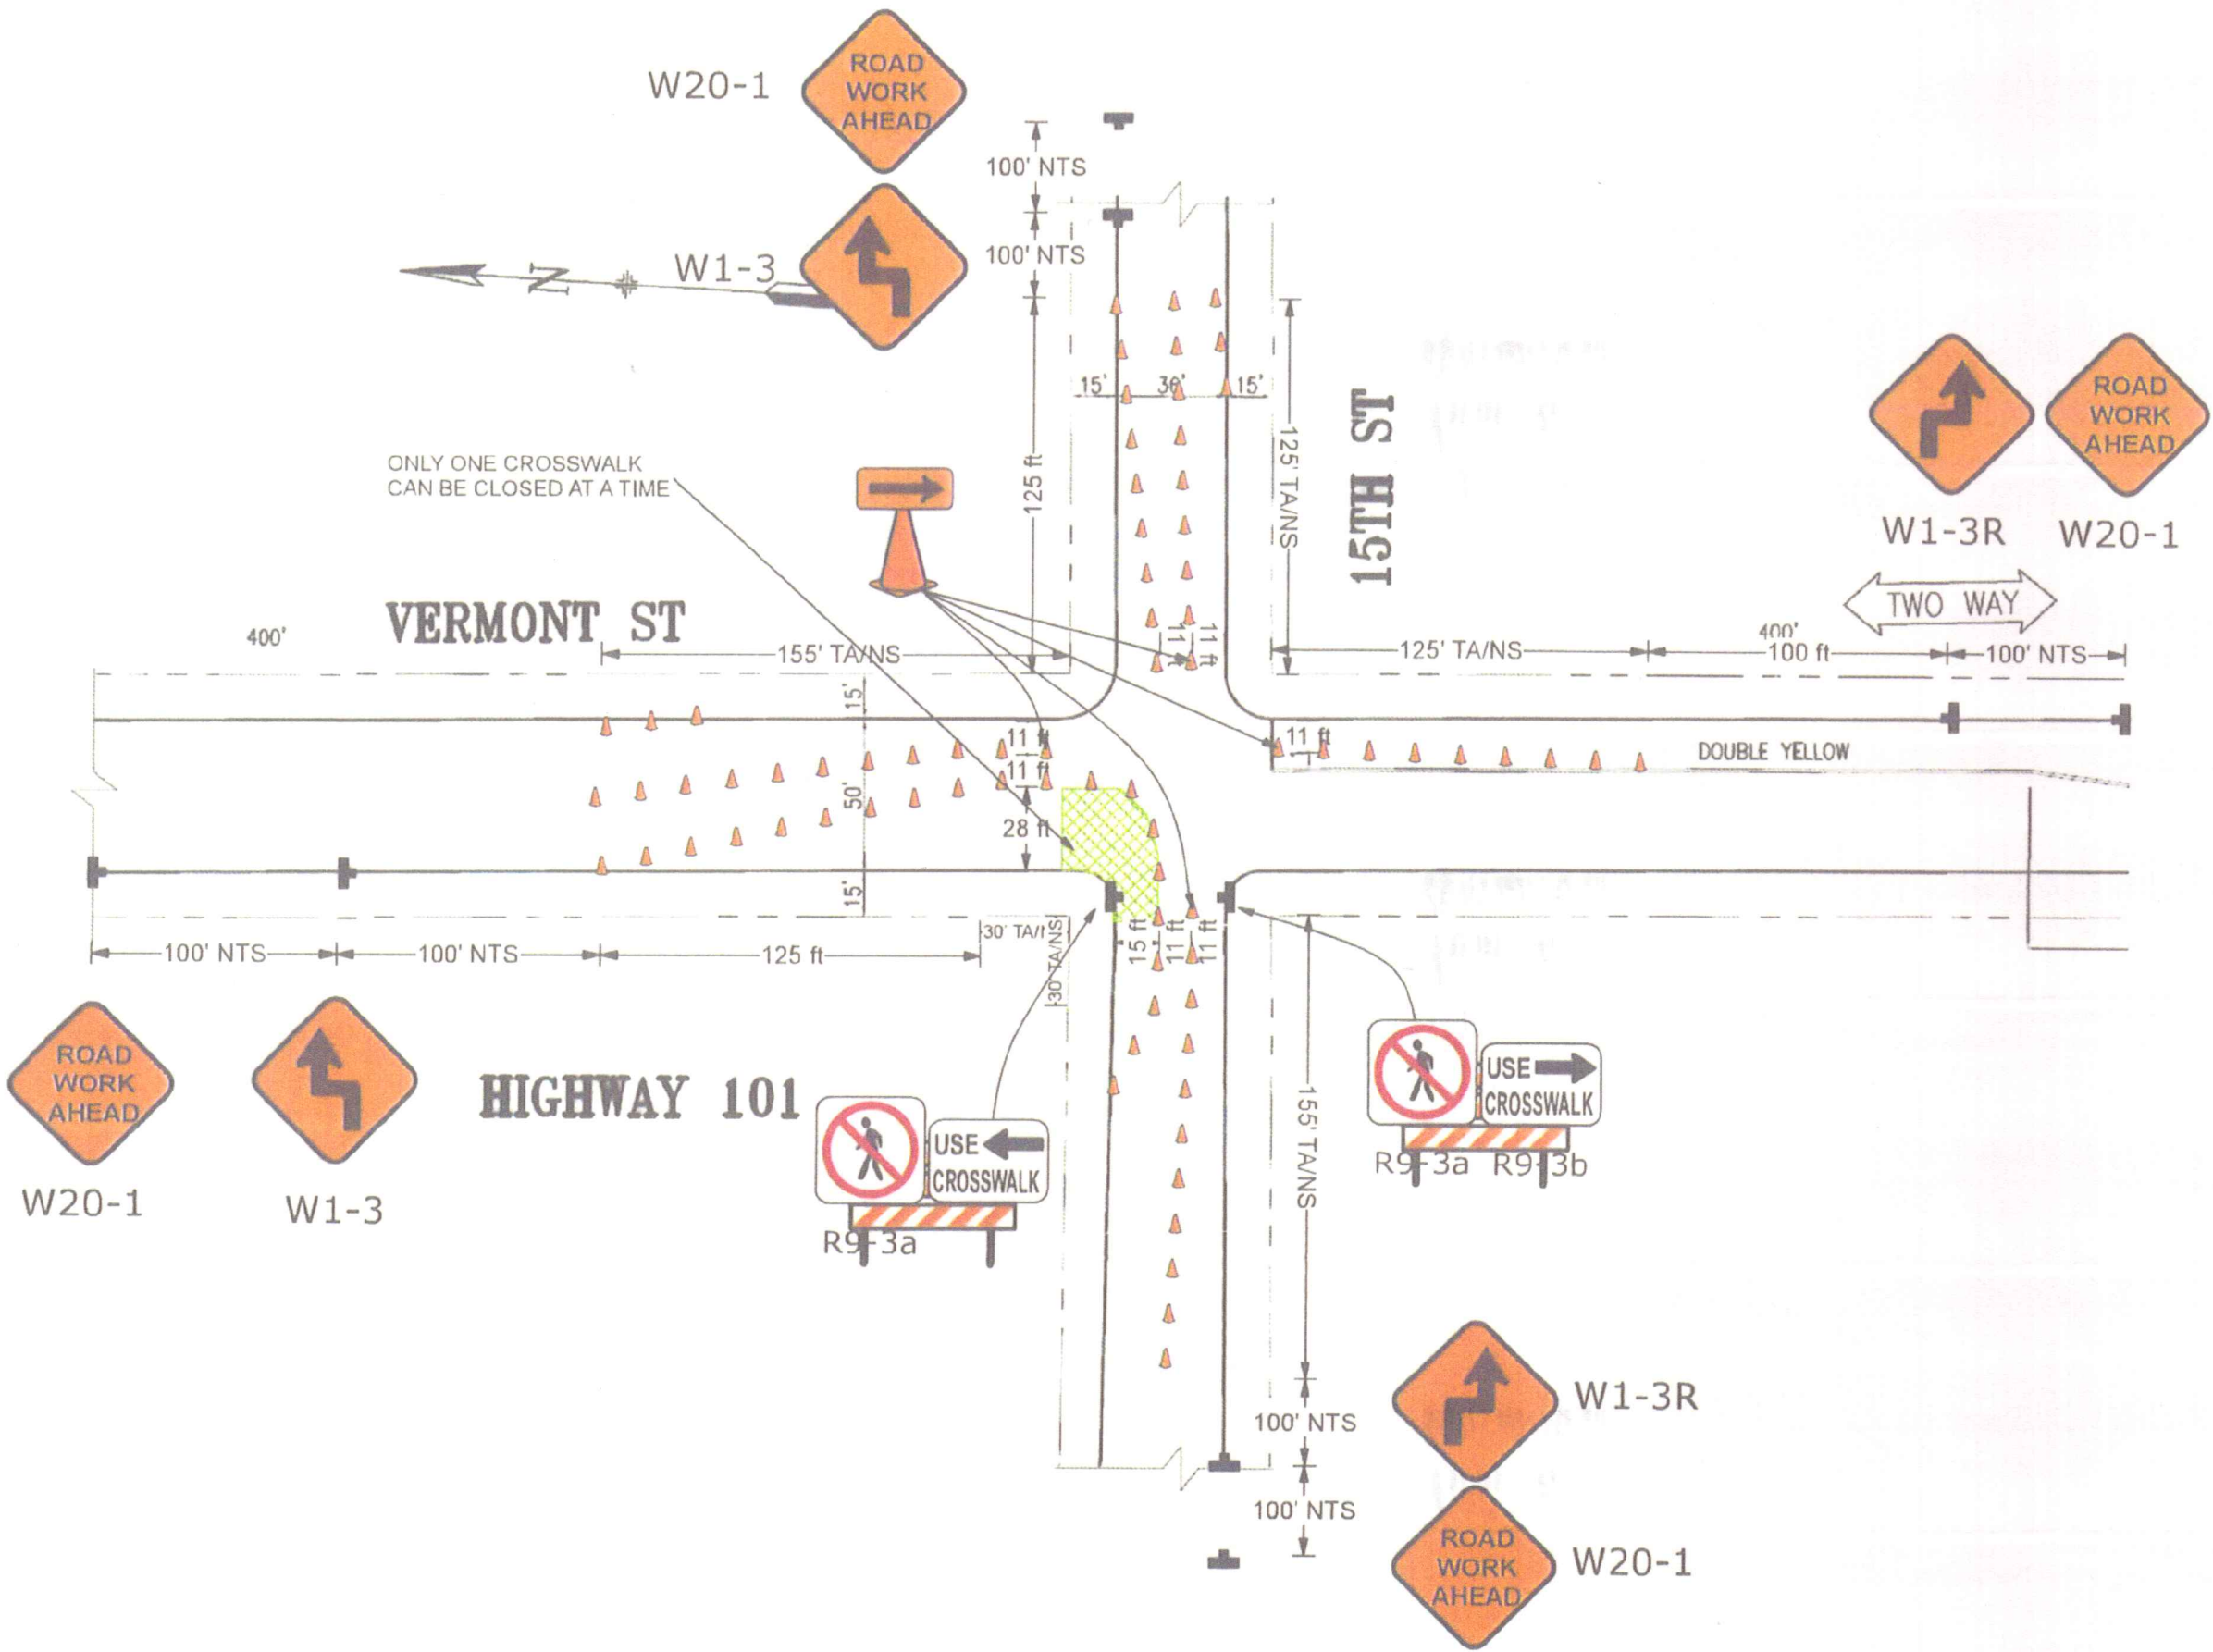 W20-1
ROAD
WORK
AHEAD
100' NTS
100' NTS
N
W1-3
W1-3R
W20-1
ROAD
WORK
AHEAD
15'
15'
ONLY ONE CROSSWALK
CAN BE CLOSED AT A TIME
125 ft
125' TA/NS
15TH ST
TWO WAY
VERMONT ST
400'
155' TA/NS
11 ft
11 ft
125' TA/NS
400'
100 ft
100' NTS
15'
50'
15'
11 ft
11 ft
28 ft
11 ft
DOUBLE YELLOW
100' NTS
100' NTS
125 ft
30' TA/NS
15 ft
11 ft
11 ft
155' TA/NS
ROAD
WORK
AHEAD
W20-1
W1-3
HIGHWAY 101
USE
CROSSWALK
R9-3a
USE
CROSSWALK
R9-3a R9-3b
W1-3R
100' NTS
100' NTS
ROAD
WORK
AHEAD
W20-1